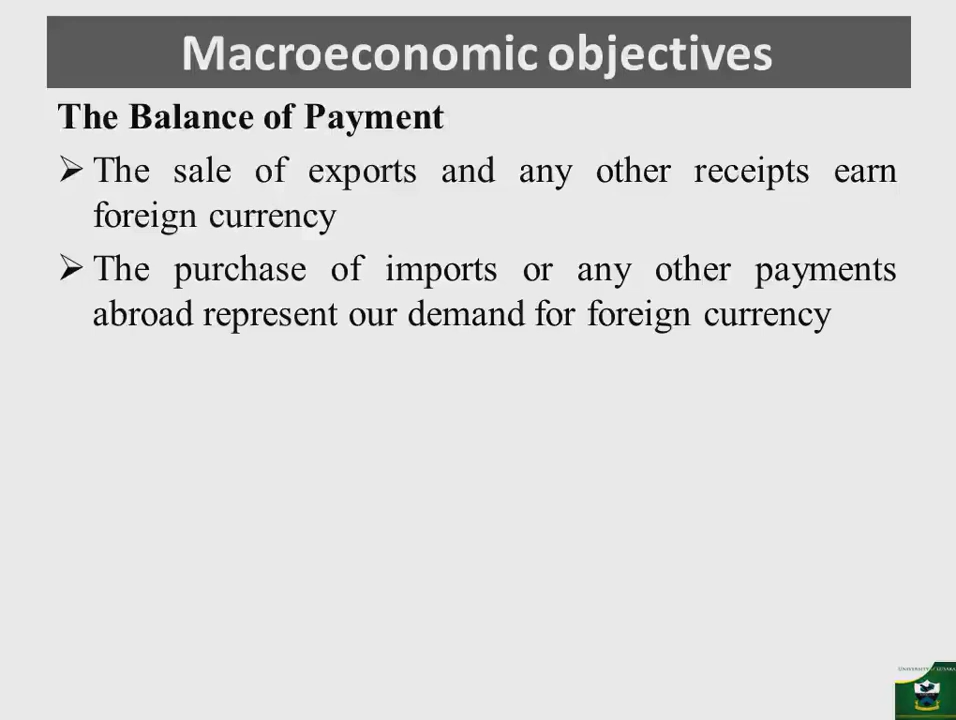 Macroeconomic objectives
The Balance of Payment
➢ The sale of exports and any other receipts earn
foreign currency
➢ The purchase of imports or any other payments
abroad represent our demand for foreign currency